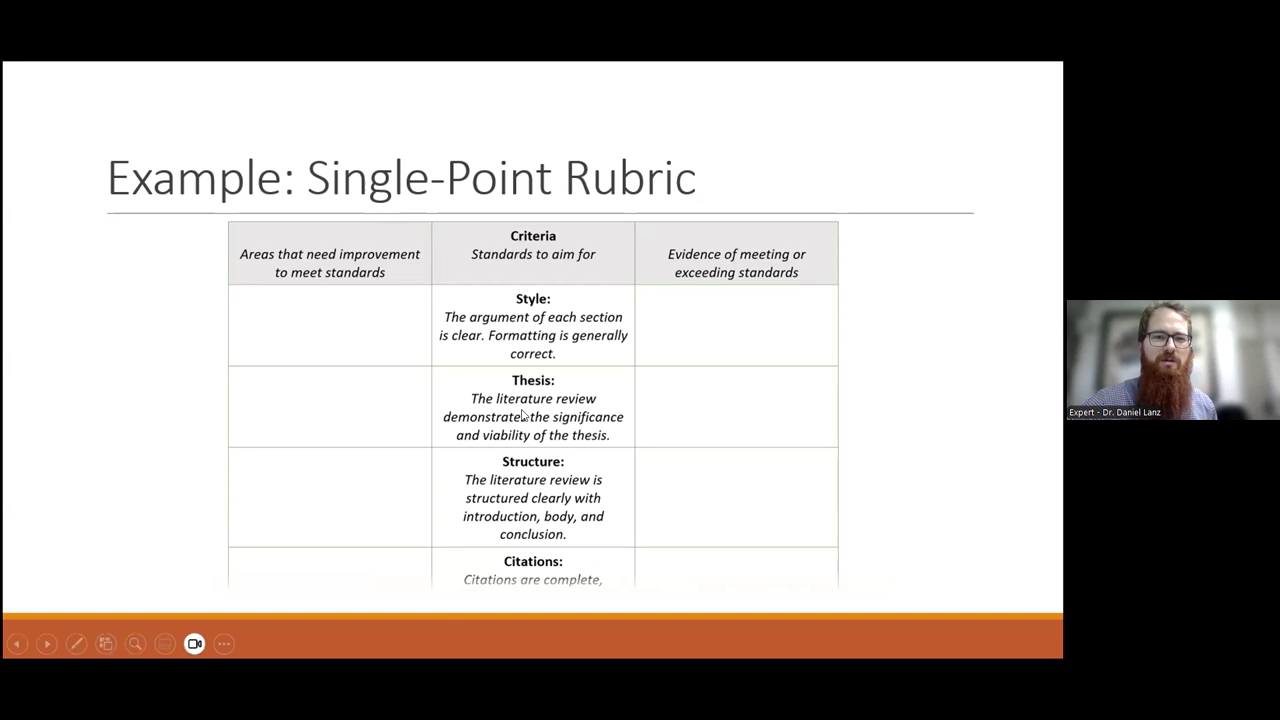 Example: Single-Point Rubric
Areas that need improvement
to meet standards
Criteria
Standards to aim for
Evidence of meeting or
exceeding standards
Style:
The argument of each section
is clear. Formatting is generally
correct.
Thesis:
The literature review
demonstrates the significance
and viability of the thesis.
Structure:
The literature review is
structured clearly with
introduction, body, and
conclusion.
Citations:
Citations are complete,
Expert - Dr. Daniel Lanz